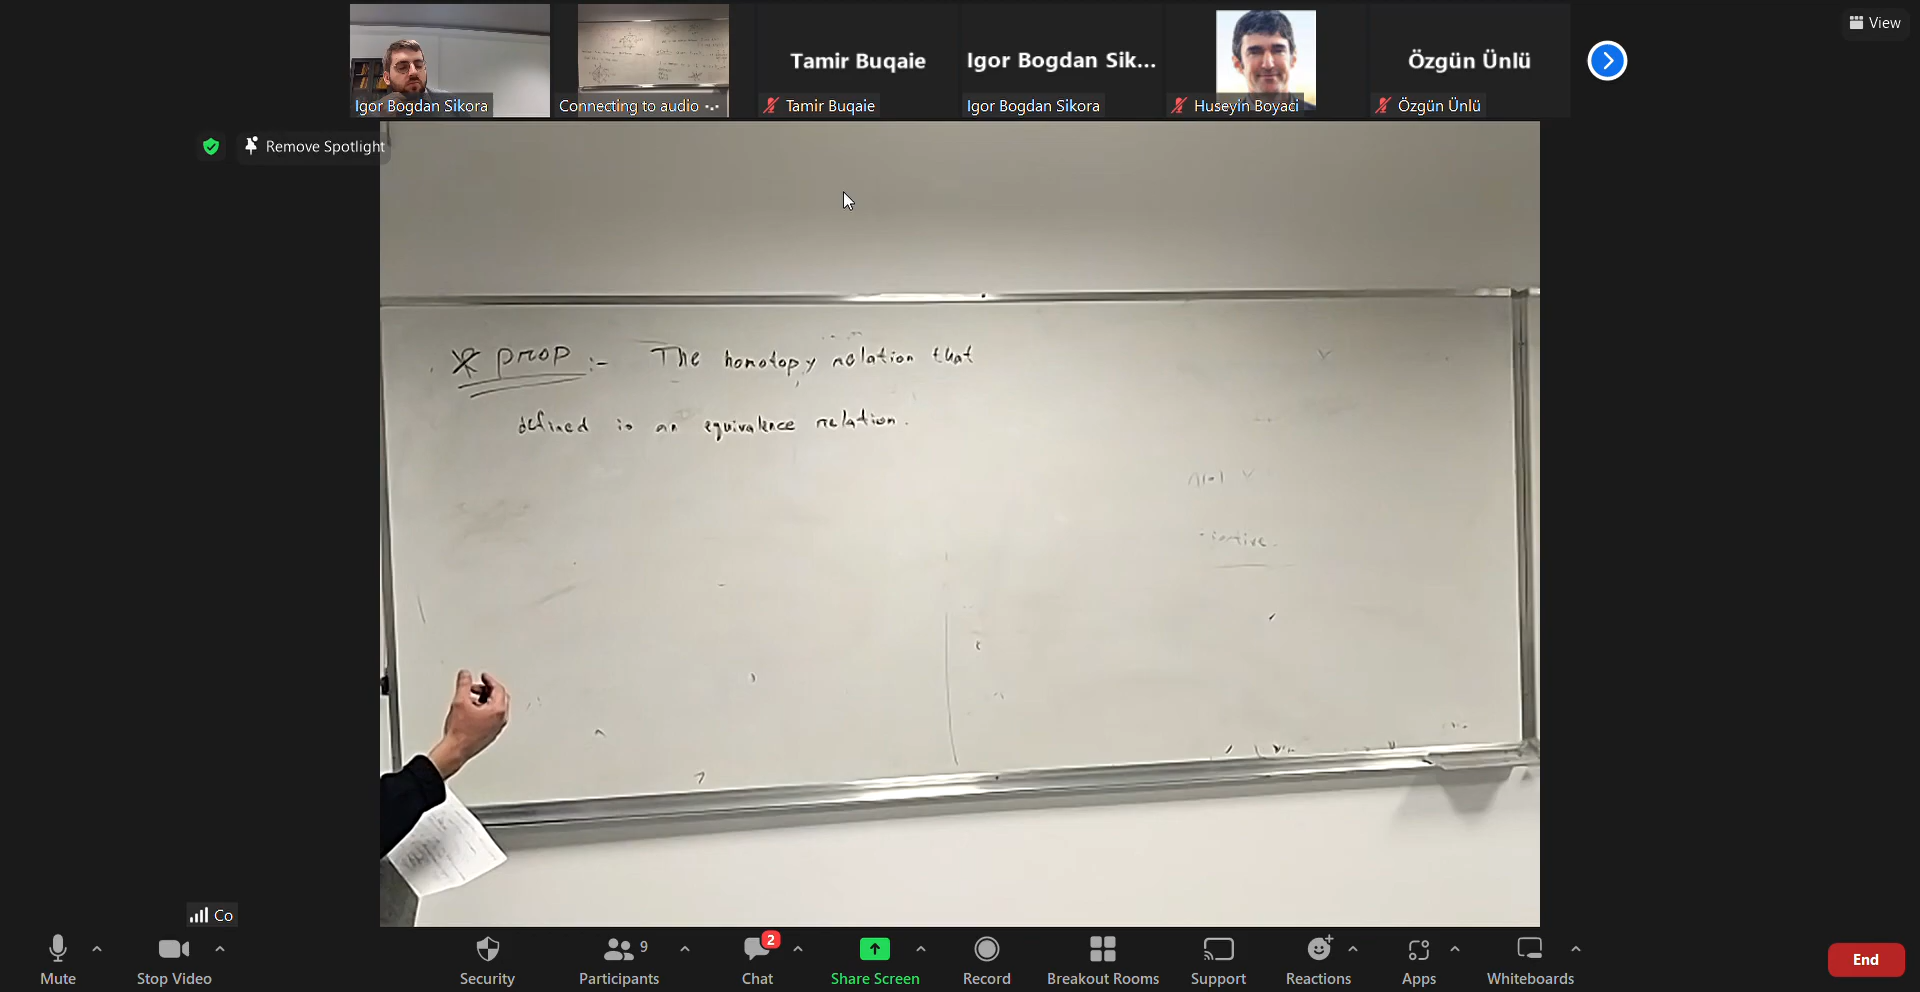 View
Tamir Buqaie
Igor Bogdan Sik...
Özgün Ünlü
Igor Bogdan Sikora
Connecting to audio
Tamir Buqaie
Igor Bogdan Sikora
Huseyin Boyaci
Özgün Ünlü
Remove Spotlight
* prop :- The homotopy relation that
defined is an equivalence relation.
Co
Mute
Stop Video
Security
Participants 9
Chat 2
Share Screen
Record
Breakout Rooms
Support
Reactions
Apps
Whiteboards
End